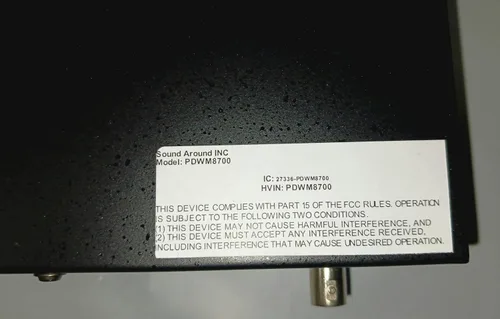 Sound Around INC
Model: PDWM8700
IC: 27336-PDWM8700
HVIN: PDWM8700
THIS DEVICE COMPLIES WITH PART 15 OF THE FCC RULES. OPERATION
IS SUBJECT TO THE FOLLOWING TWO CONDITIONS.
(1) THIS DEVICE MAY NOT CAUSE HARMFUL INTERFERENCE, AND
(2) THIS DEVICE MUST ACCEPT ANY INTERFERENCE RECEIVED,
INCLUDING INTERFERENCE THAT MAY CAUSE UNDESIRED OPERATION.